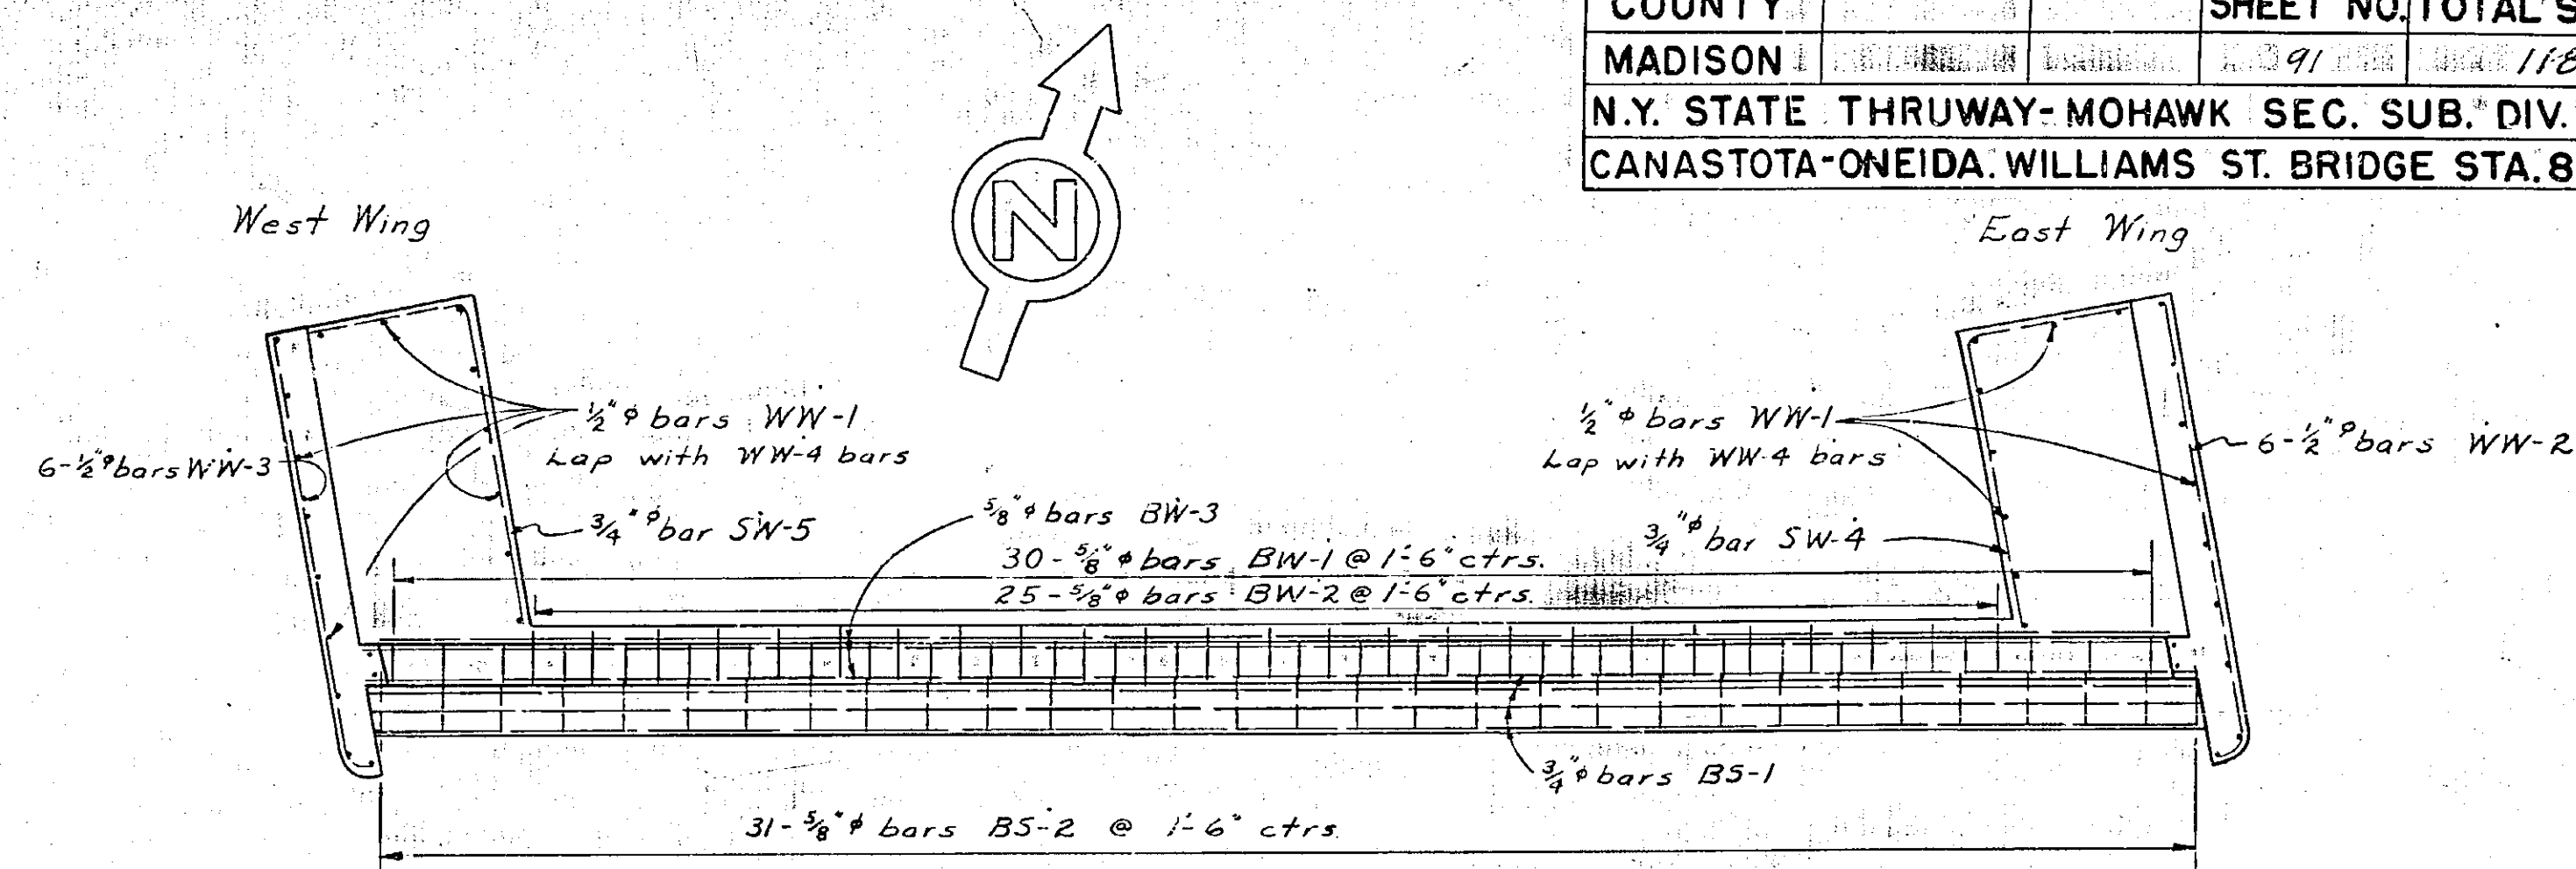 COUNTY SHEET NO. TOTAL S
MADISON 91 118
N.Y. STATE THRUWAY-MOHAWK SEC. SUB. DIV.
CANASTOTA-ONEIDA. WILLIAMS ST. BRIDGE STA. 8
N
West Wing
East Wing
1/2" φ bars WW-1
Lap with WW-4 bars
6-1/2" φ bars WW-3
3/4" φ bar SW-5
1/2" φ bars WW-1
Lap with WW-4 bars
6-1/2" φ bars WW-2
3/4" φ bar SW-4
5/8" φ bars BW-3
30-5/8" φ bars BW-1 @ 1'-6" ctrs.
25-5/8" φ bars BW-2 @ 1'-6" ctrs.
3/4" φ bars BS-1
31-5/8" φ bars BS-2 @ 1'-6" ctrs.